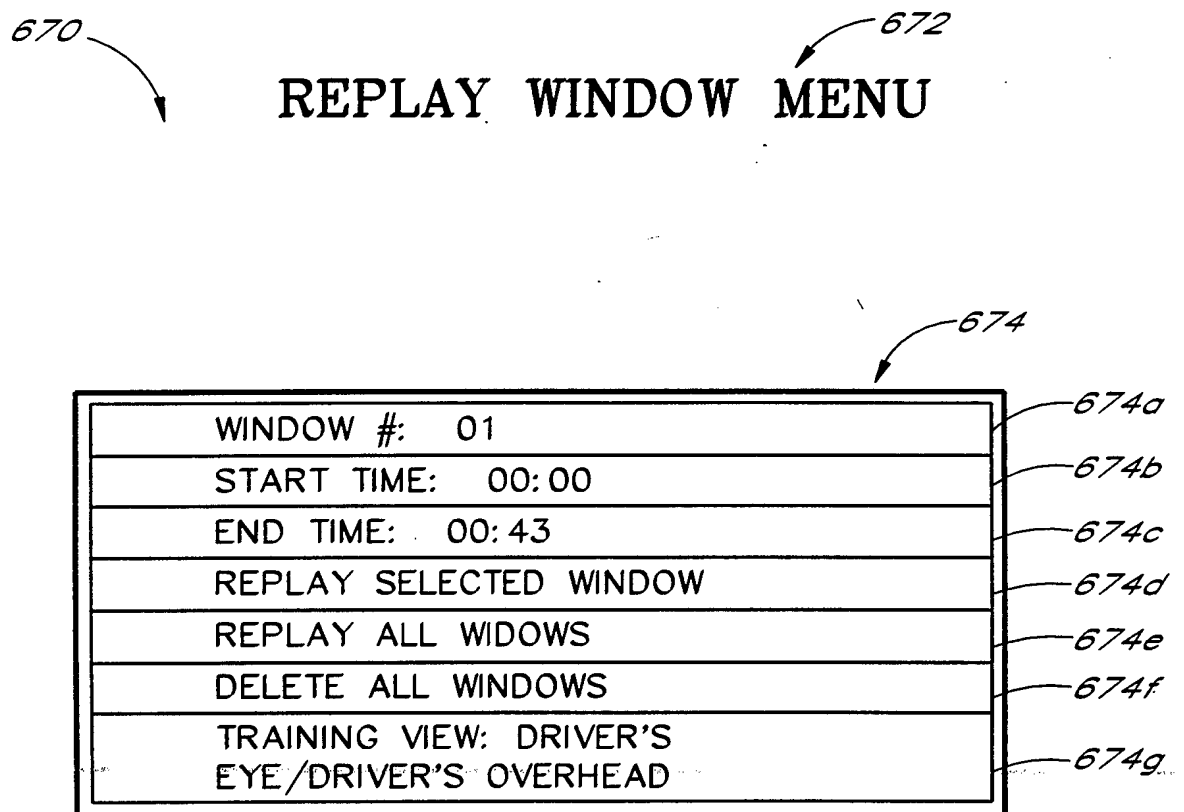 670
672
REPLAY WINDOW MENU
674
WINDOW #: 01 674a
START TIME: 00:00 674b
END TIME: 00:43 674c
REPLAY SELECTED WINDOW 674d
REPLAY ALL WIDOWS 674e
DELETE ALL WINDOWS 674f
TRAINING VIEW: DRIVER'S
EYE/DRIVER'S OVERHEAD 674g